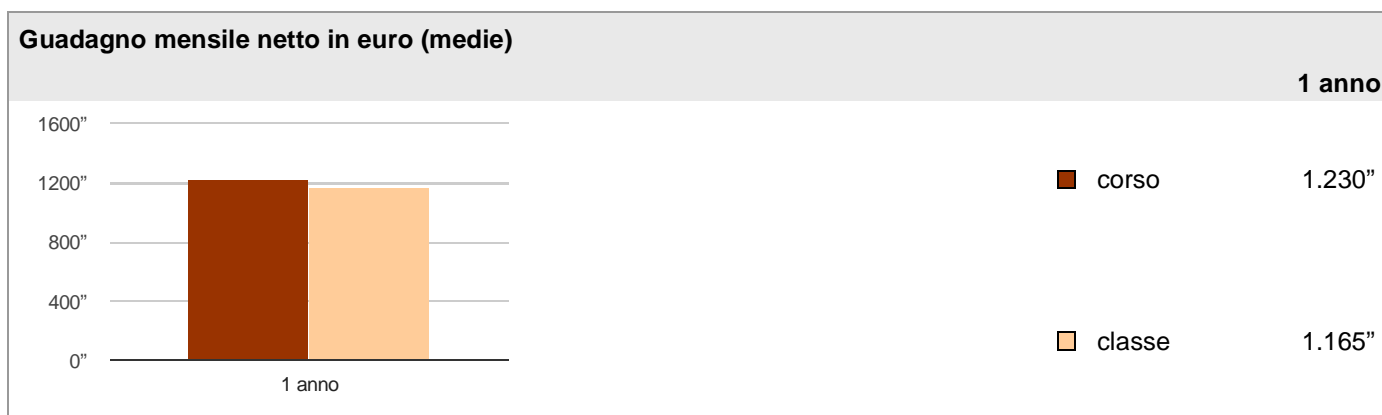 Guadagno mensile netto in euro (medie)
1 anno
1600”
1200”
800”
400”
0”
1 anno
corso 1.230”
classe 1.165”